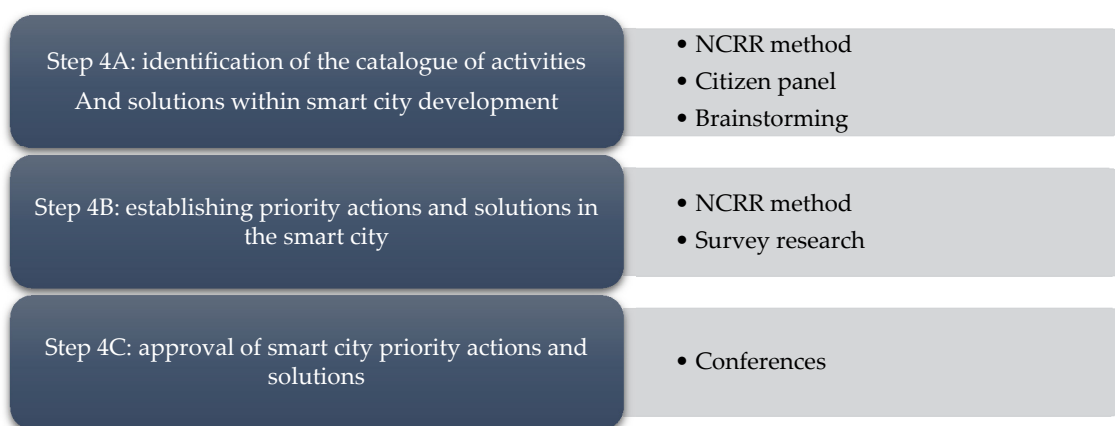 Step 4A: identification of the catalogue of activities
And solutions within smart city development
• NCRR method
• Citizen panel
• Brainstorming
Step 4B: establishing priority actions and solutions in
the smart city
• NCRR method
• Survey research
Step 4C: approval of smart city priority actions and
solutions
• Conferences